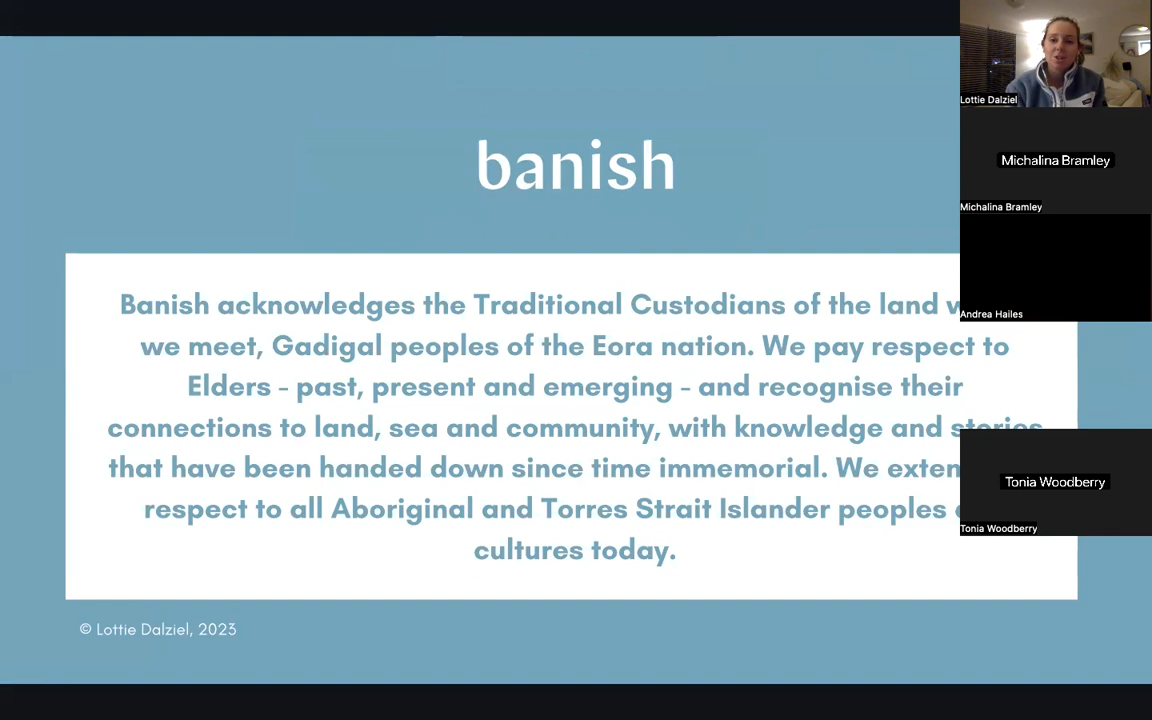 banish
Banish acknowledges the Traditional Custodians of the land
we meet, Gadigal peoples of the Eora nation. We pay respect to
Elders - past, present and emerging - and recognise their
connections to land, sea and community, with knowledge and stories
that have been handed down since time immemorial. We
respect to all Aboriginal and Torres Strait Islander peoples
cultures today.
© Lottie Dalziel, 2023
Lottie Dalziel
Michalina Bramley
Michalina Bramley
Andrea Hailes
Tonia Woodberry
Tonia Woodberry